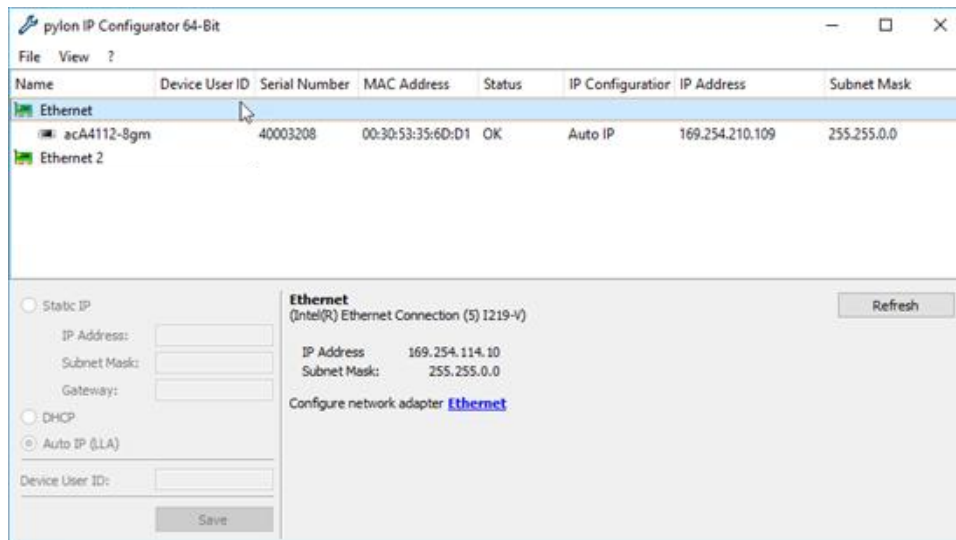 pylon IP Configurator 64-Bit
File View ?
Name Device User ID Serial Number MAC Address Status IP Configuration IP Address Subnet Mask
Ethernet
acA4112-8gm 40003208 00:30:53:35:6D:D1 OK Auto IP 169.254.210.109 255.255.0.0
Ethernet 2
Static IP
IP Address:
Subnet Mask:
Gateway:
DHCP
Auto IP (LLA)
Device User ID:
Save
Ethernet
(Intel(R) Ethernet Connection (5) I219-V)
IP Address 169.254.114.10
Subnet Mask: 255.255.0.0
Configure network adapter Ethernet
Refresh